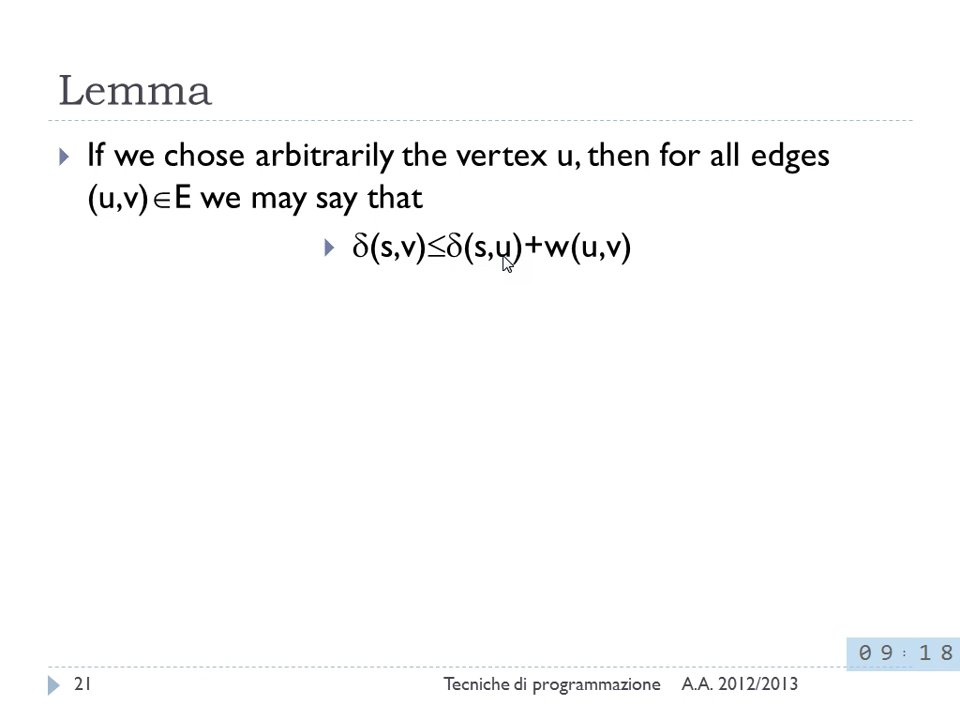 Lemma
If we chose arbitrarily the vertex u, then for all edges
(u,v)∈E we may say that
δ(s,v)≤δ(s,u)+w(u,v)
09:18
21 Tecniche di programmazione A.A. 2012/2013